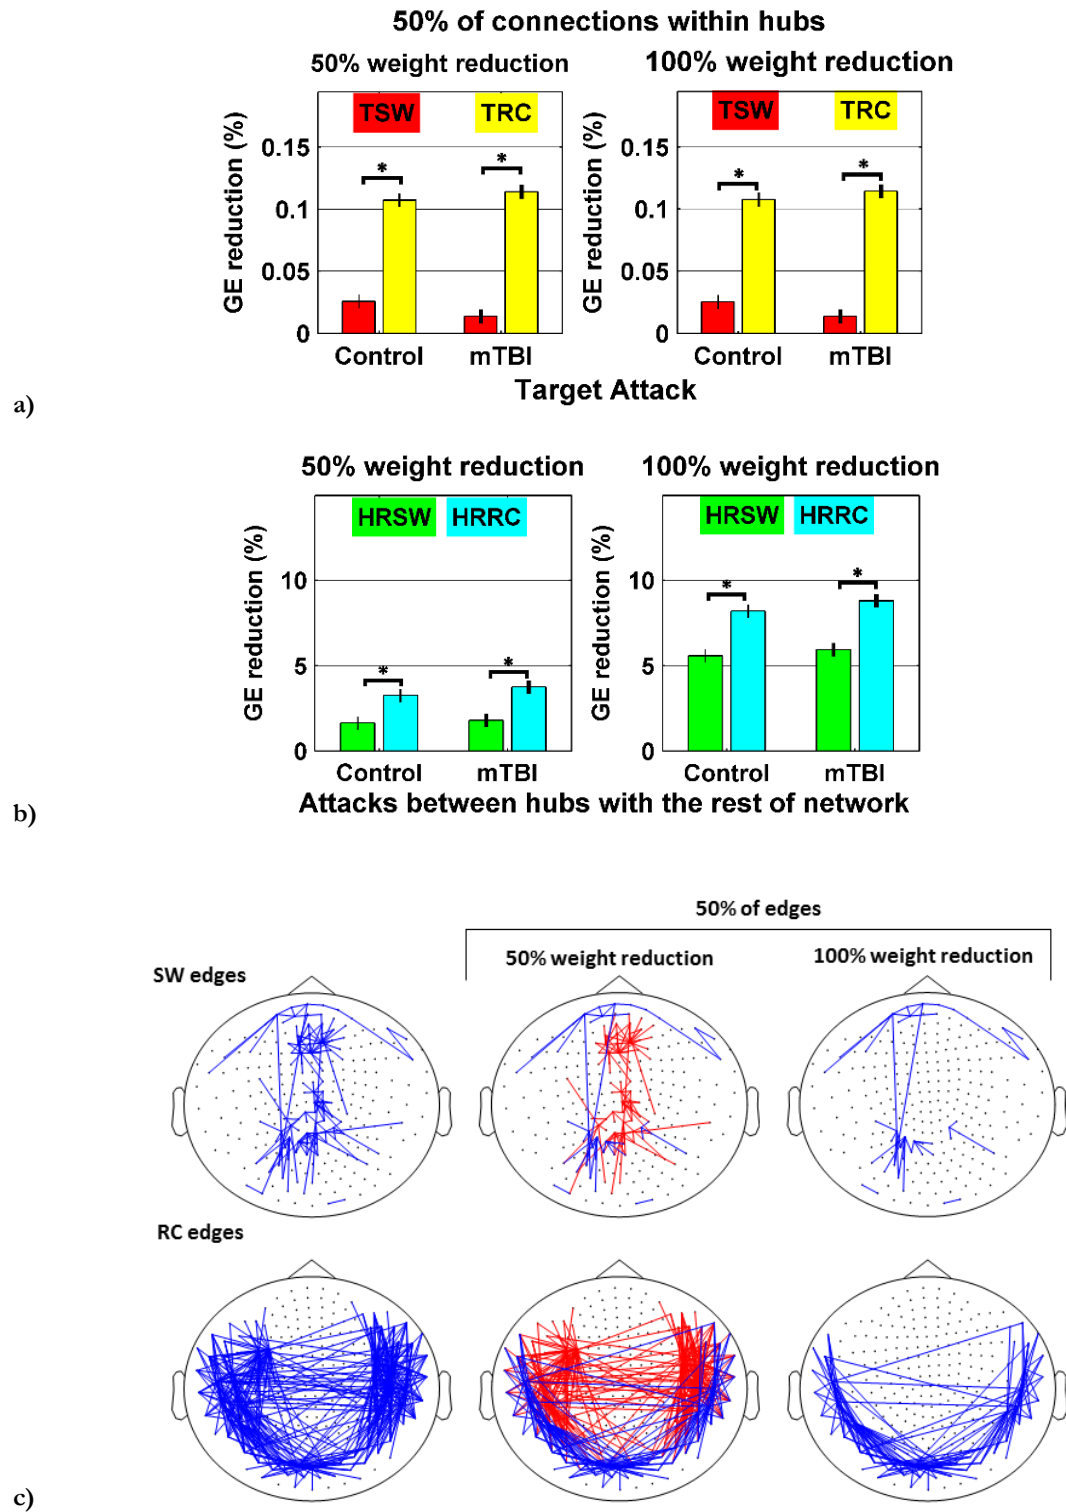 50% of connections within hubs
50% weight reduction
100% weight reduction
TSW TRC
TSW TRC
GE reduction (%)
0.15
0.1
0.05
0
* *
Control mTBI
GE reduction (%)
0.15
0.1
0.05
0
* *
Control mTBI
Target Attack
a)
50% weight reduction
100% weight reduction
HRSW HRRC
HRSW HRRC
GE reduction (%)
10
5
0
* *
Control mTBI
GE reduction (%)
10
5
0
* *
Control mTBI
Attacks between hubs with the rest of network
b)
50% of edges
SW edges
50% weight reduction
100% weight reduction
RC edges
c)